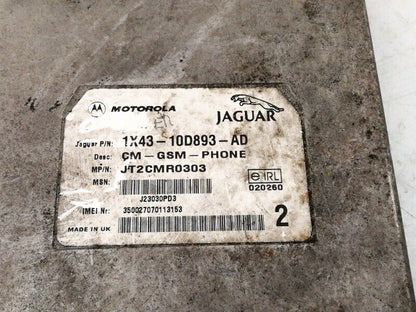 MOTOROLA
JAGUAR
Jaguar P/N: 1X43-10D893-AD
Desc: CM-GSM-PHONE
MP/N: JT2CMR0303
MSN:
J23030PD3
IRL
020260
IMEI Nr: 350027070113153
MADE IN UK
2